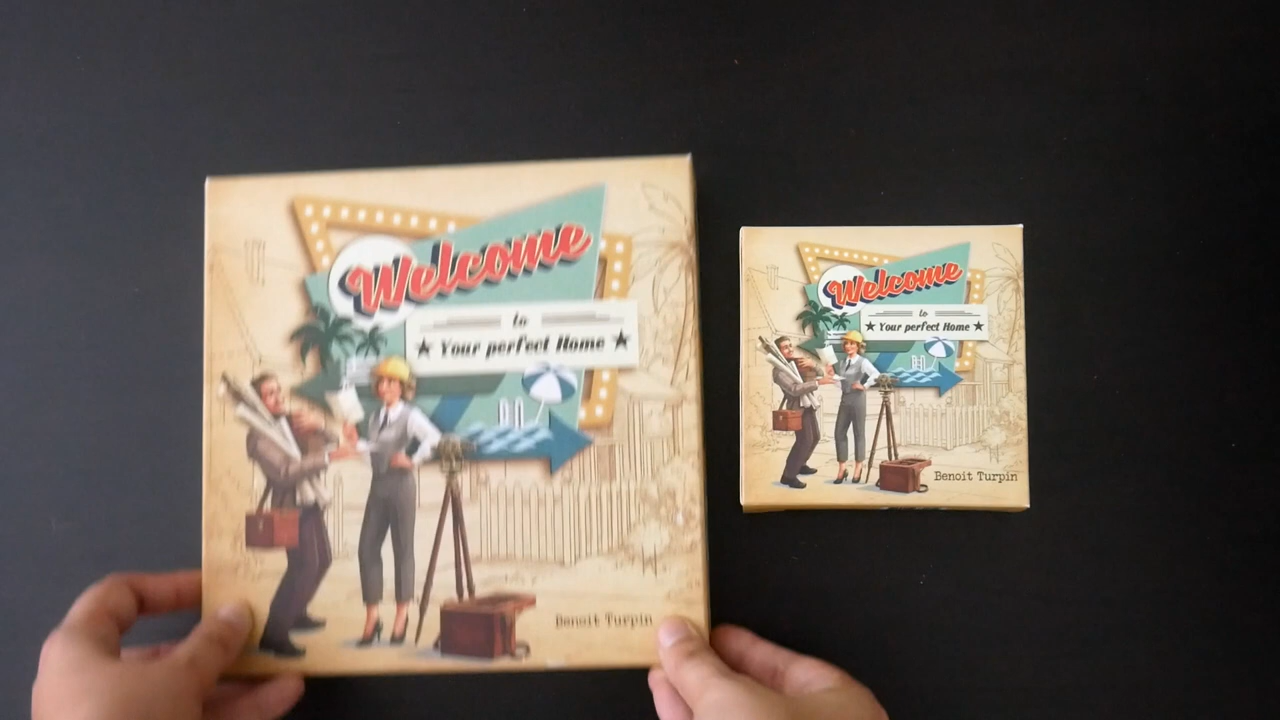 Welcome
to
★ Your perfect Home ★
Benoit Turpin
Welcome
to
★ Your perfect Home ★
Benoit Turpin